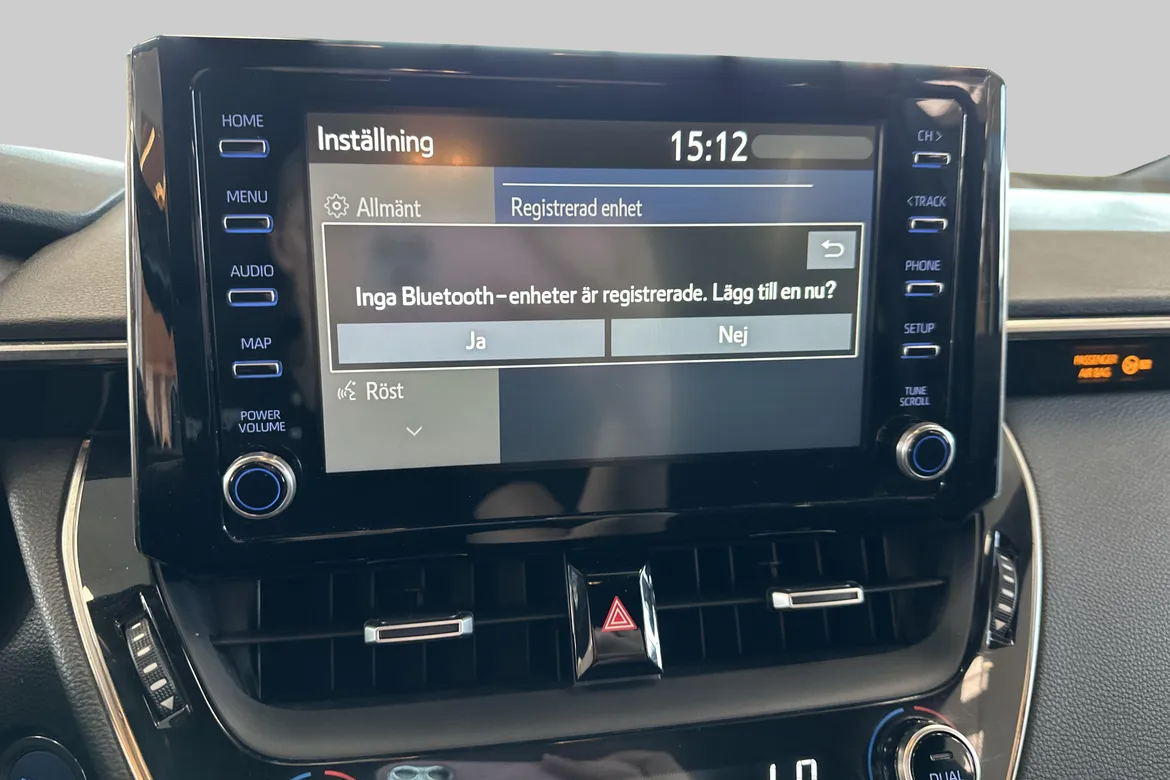 HOME
MENU
AUDIO
MAP
POWER
VOLUME
Inställning
15:12
Allmänt
Registrerad enhet
Inga Bluetooth-enheter är registrerade. Lägg till en nu?
Ja
Nej
Röst
CH >
< TRACK
PHONE
SETUP
TUNE
SCROLL
PASSENGER
AIR BAG
LO
DUAL